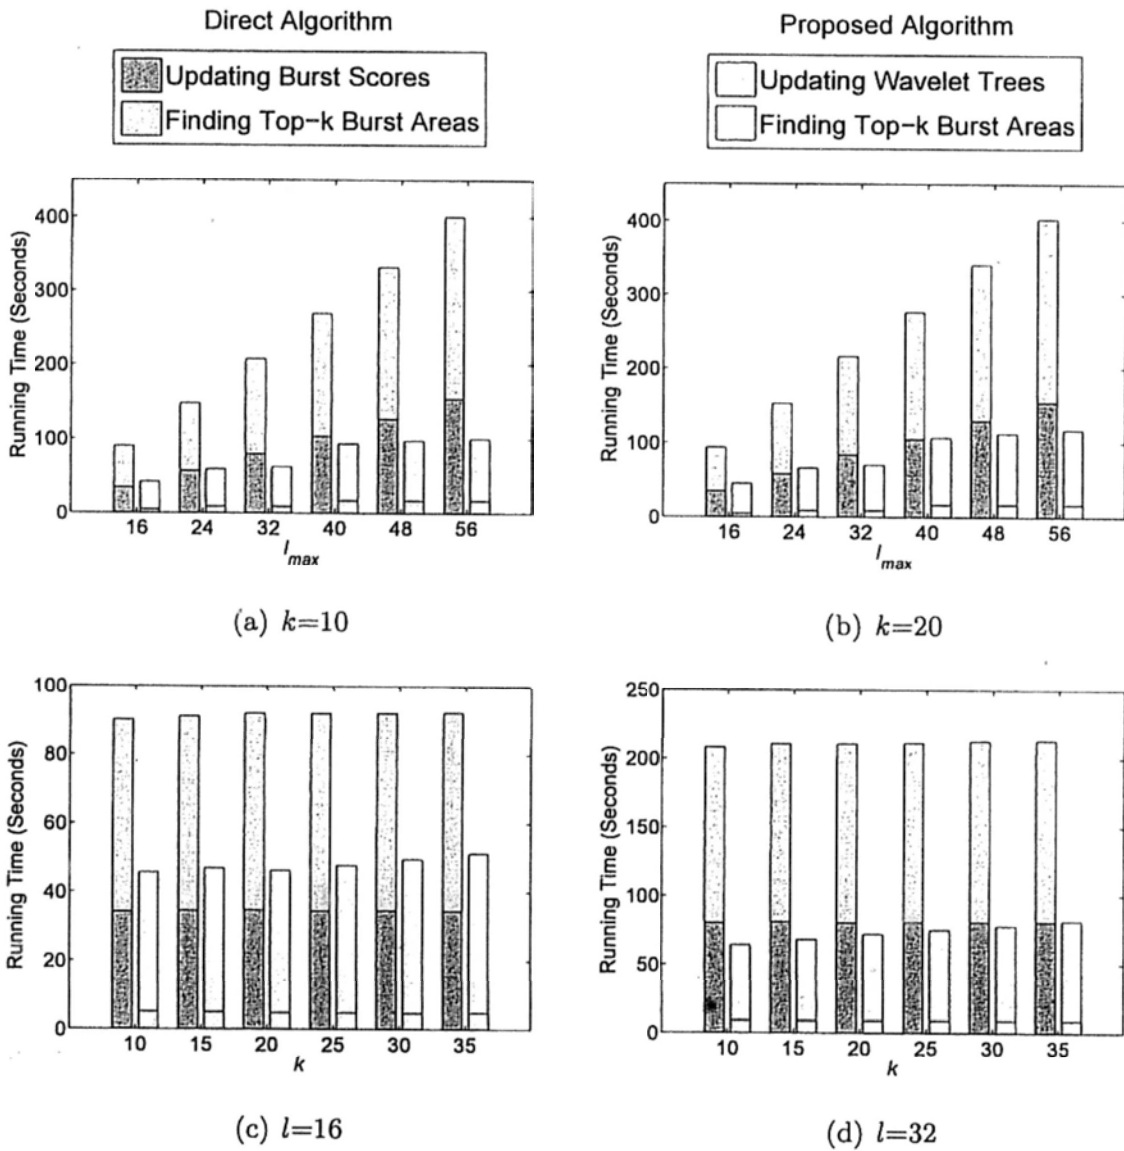 Direct Algorithm
Updating Burst Scores
Finding Top-k Burst Areas
Proposed Algorithm
Updating Wavelet Trees
Finding Top-k Burst Areas
Running Time (Seconds)
400
300
200
100
0
16 24 32 40 48 56
l_max
(a) k=10
Running Time (Seconds)
400
300
200
100
0
16 24 32 40 48 56
l_max
(b) k=20
Running Time (Seconds)
100
80
60
40
20
0
10 15 20 25 30 35
k
(c) l=16
Running Time (Seconds)
250
200
150
100
50
0
10 15 20 25 30 35
k
(d) l=32